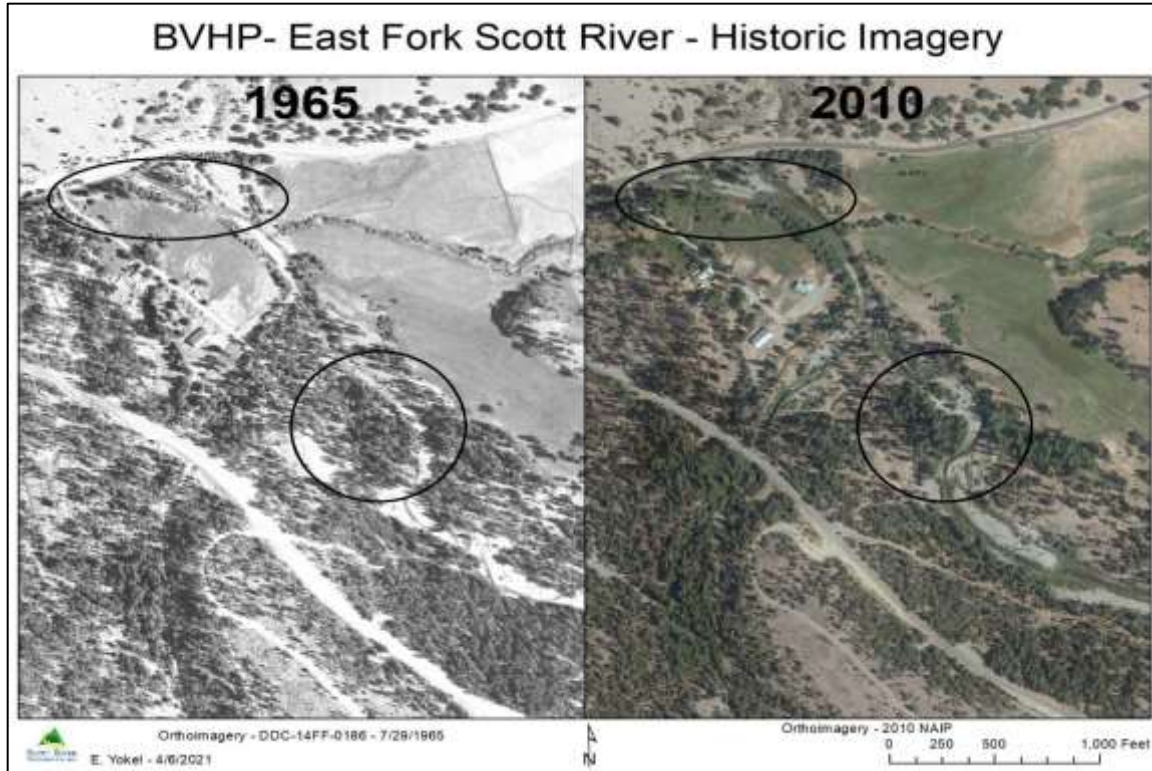 BVHP- East Fork Scott River - Historic Imagery
1965
2010
Orthoimagery - DDC-14FF-0186 - 7/29/1965
E. Yokel - 4/6/2021
N
Orthoimagery - 2010 NAIP
0 250 500 1,000 Feet